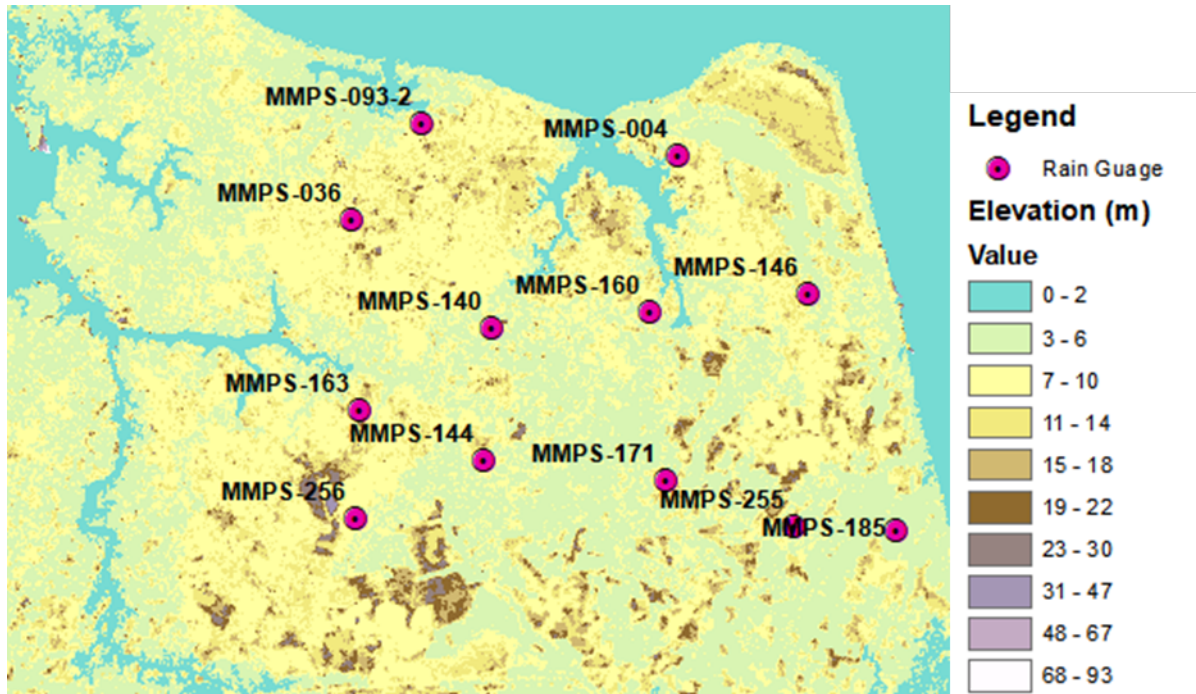 MMPS-093-2
MMPS-004
MMPS-036
MMPS-146
MMPS-160
MMPS-140
MMPS-163
MMPS-144
MMPS-171
MMPS-256
MMPS-255
MMPS-185
Legend
Rain Guage
Elevation (m)
Value
0 - 2
3 - 6
7 - 10
11 - 14
15 - 18
19 - 22
23 - 30
31 - 47
48 - 67
68 - 93